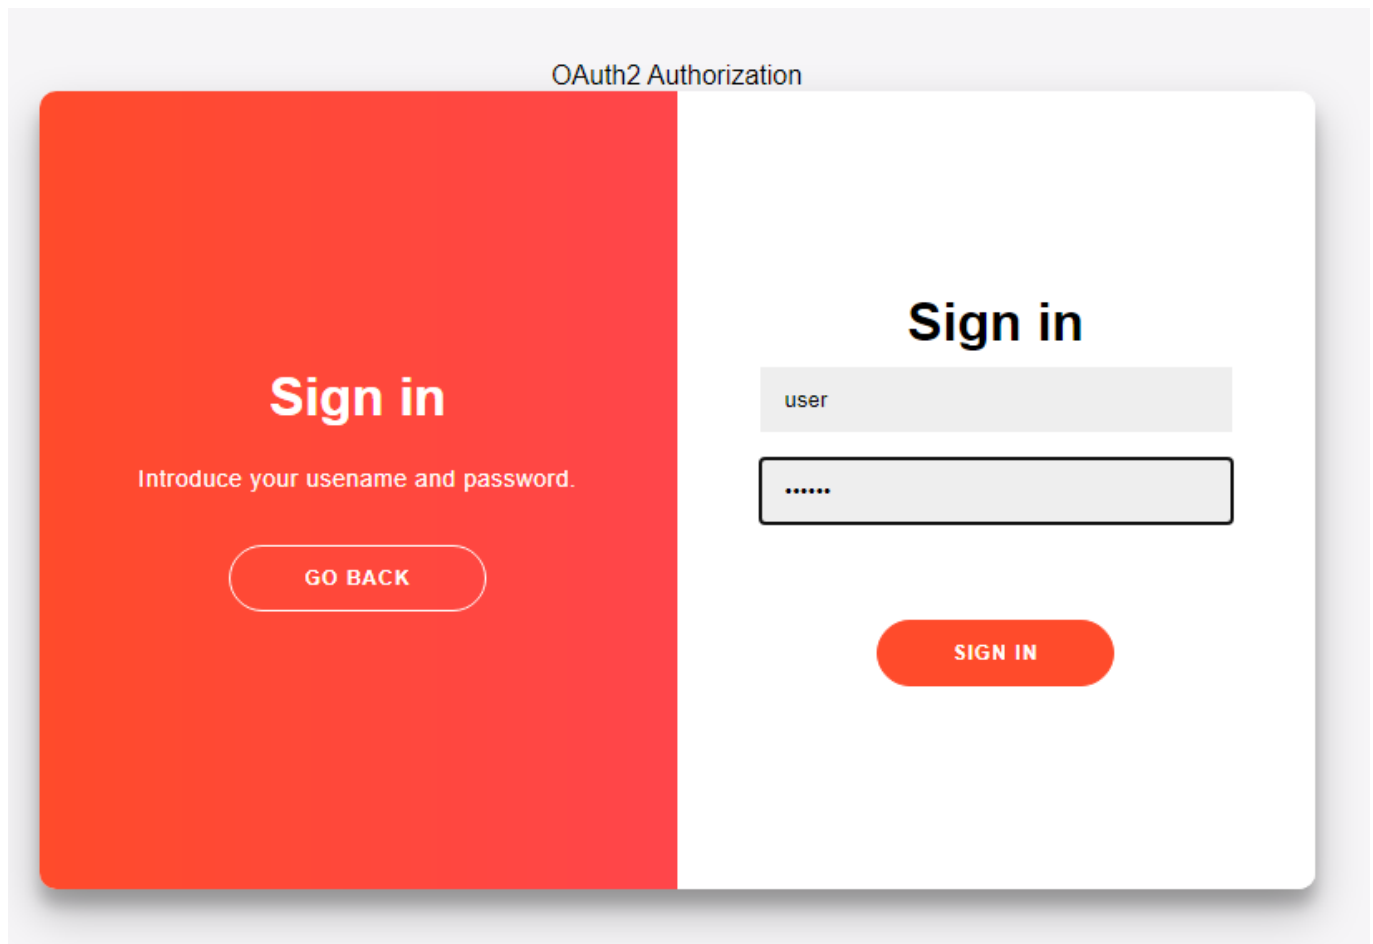 OAuth2 Authorization
Sign in
Introduce your usename and password.
GO BACK
Sign in
user
••••••
SIGN IN